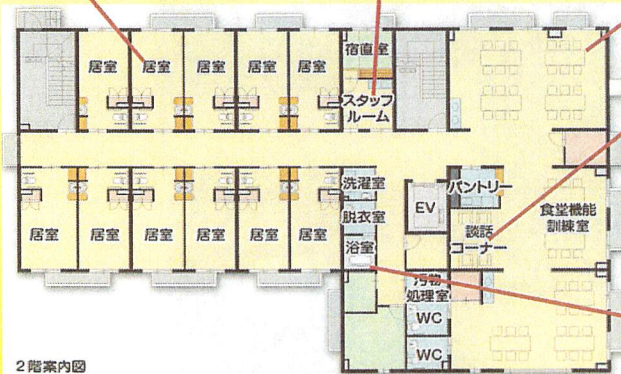 宿直室
居室
居室
居室
居室
居室
スタッフ
ルーム
洗濯室
パントリー
脱衣室
EV
食堂機能
訓練室
居室
居室
居室
居室
居室
居室
談話
コーナー
浴室
汚物
処理室
WC
WC
2階案内図